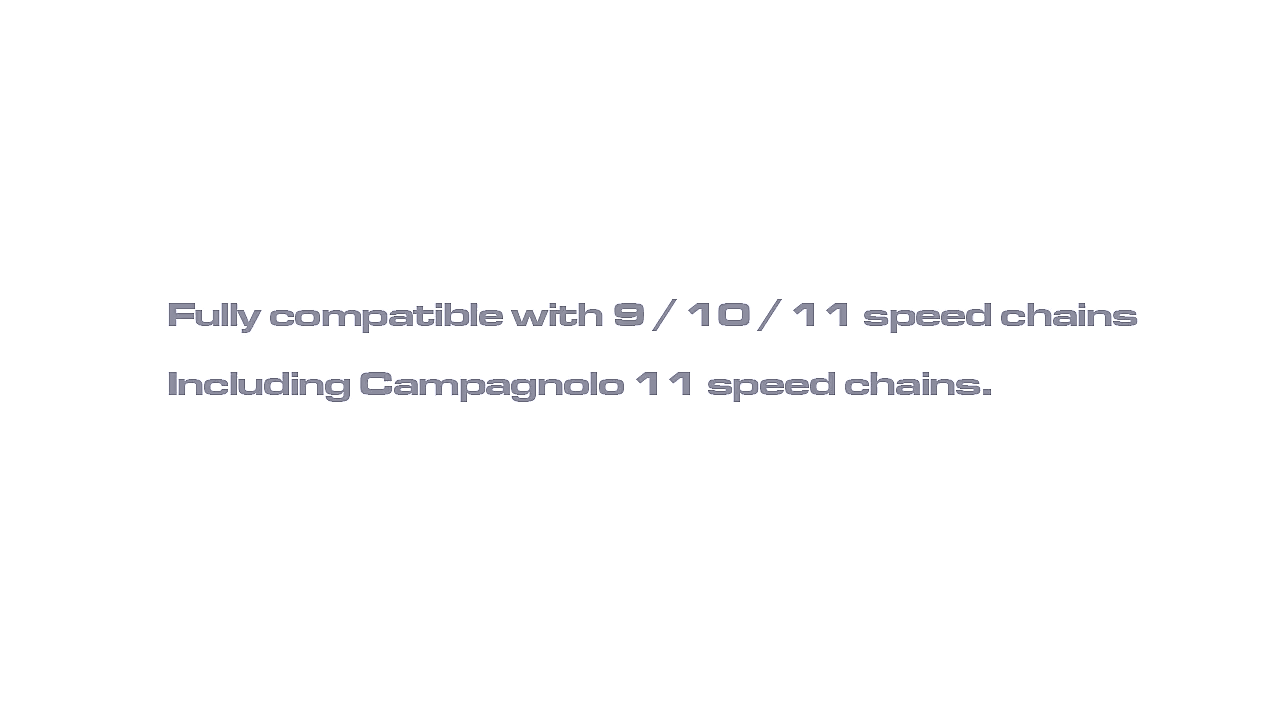 Fully compatible with 9 / 10 / 11 speed chains
Including Campagnolo 11 speed chains.